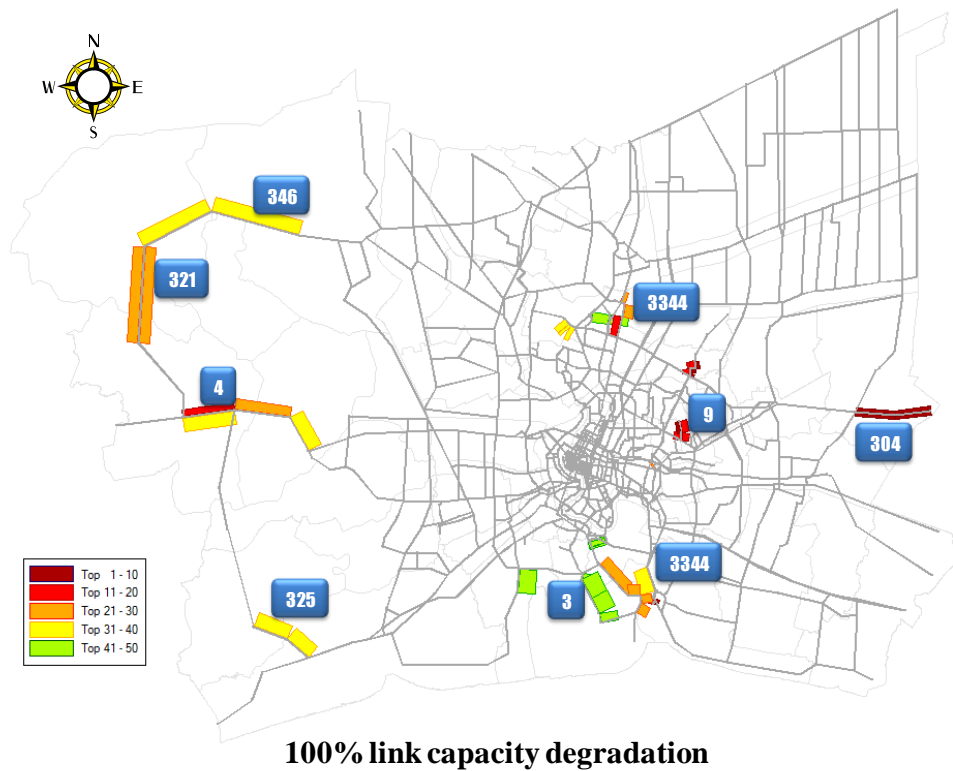 N
W E
S
346
321
3344
4
9
304
3344
325
3
Top 1 - 10
Top 11 - 20
Top 21 - 30
Top 31 - 40
Top 41 - 50
100% link capacity degradation